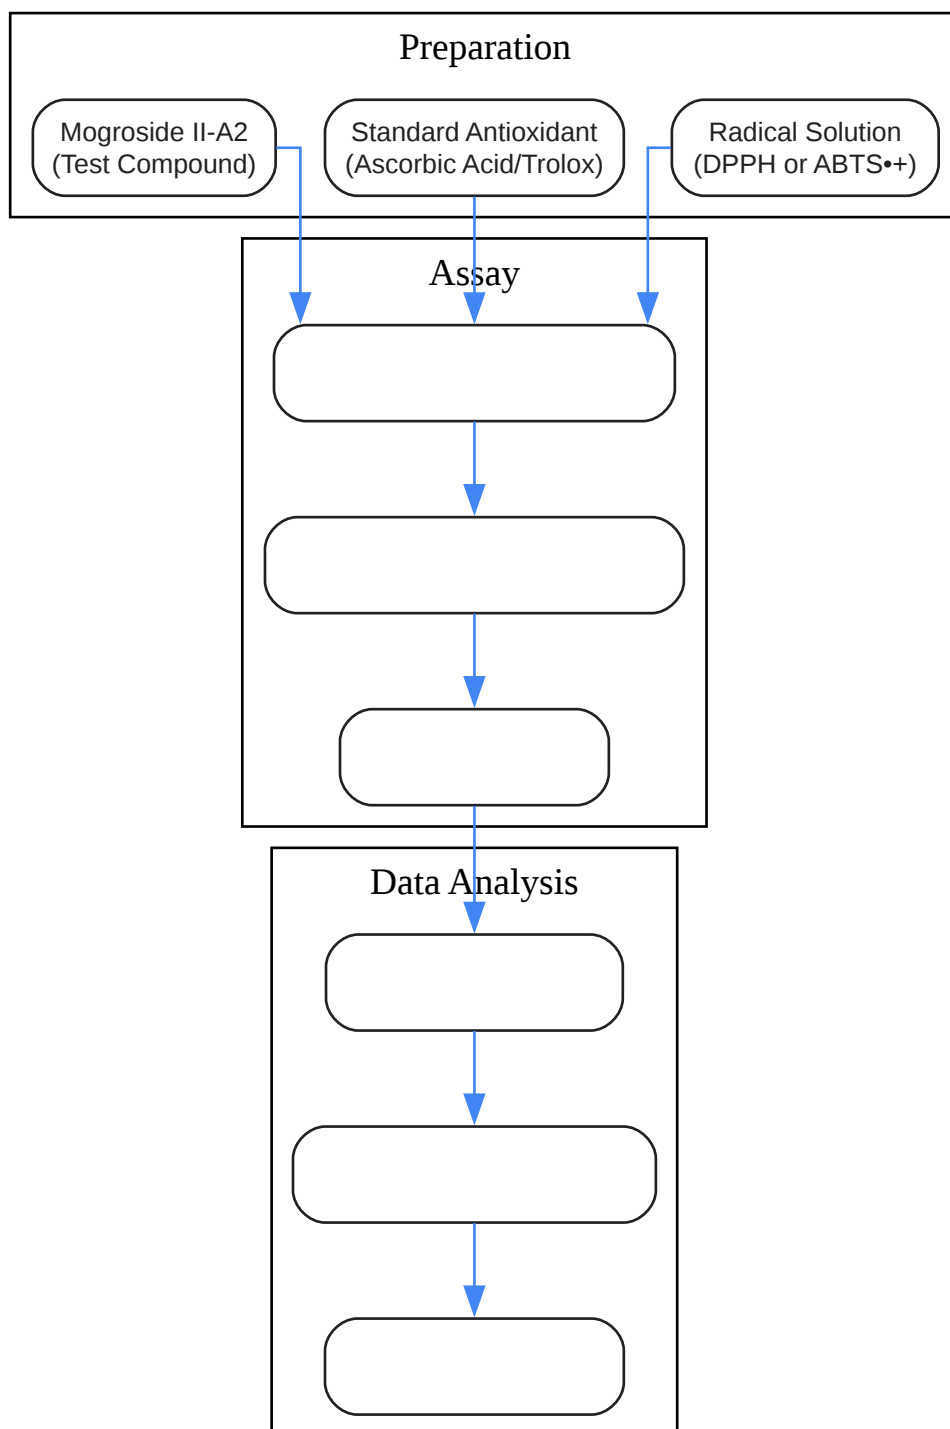 Preparation
Mogroside II-A2
(Test Compound)
Standard Antioxidant
(Ascorbic Acid/Trolox)
Radical Solution
(DPPH or ABTS•+)
Assay
Data Analysis